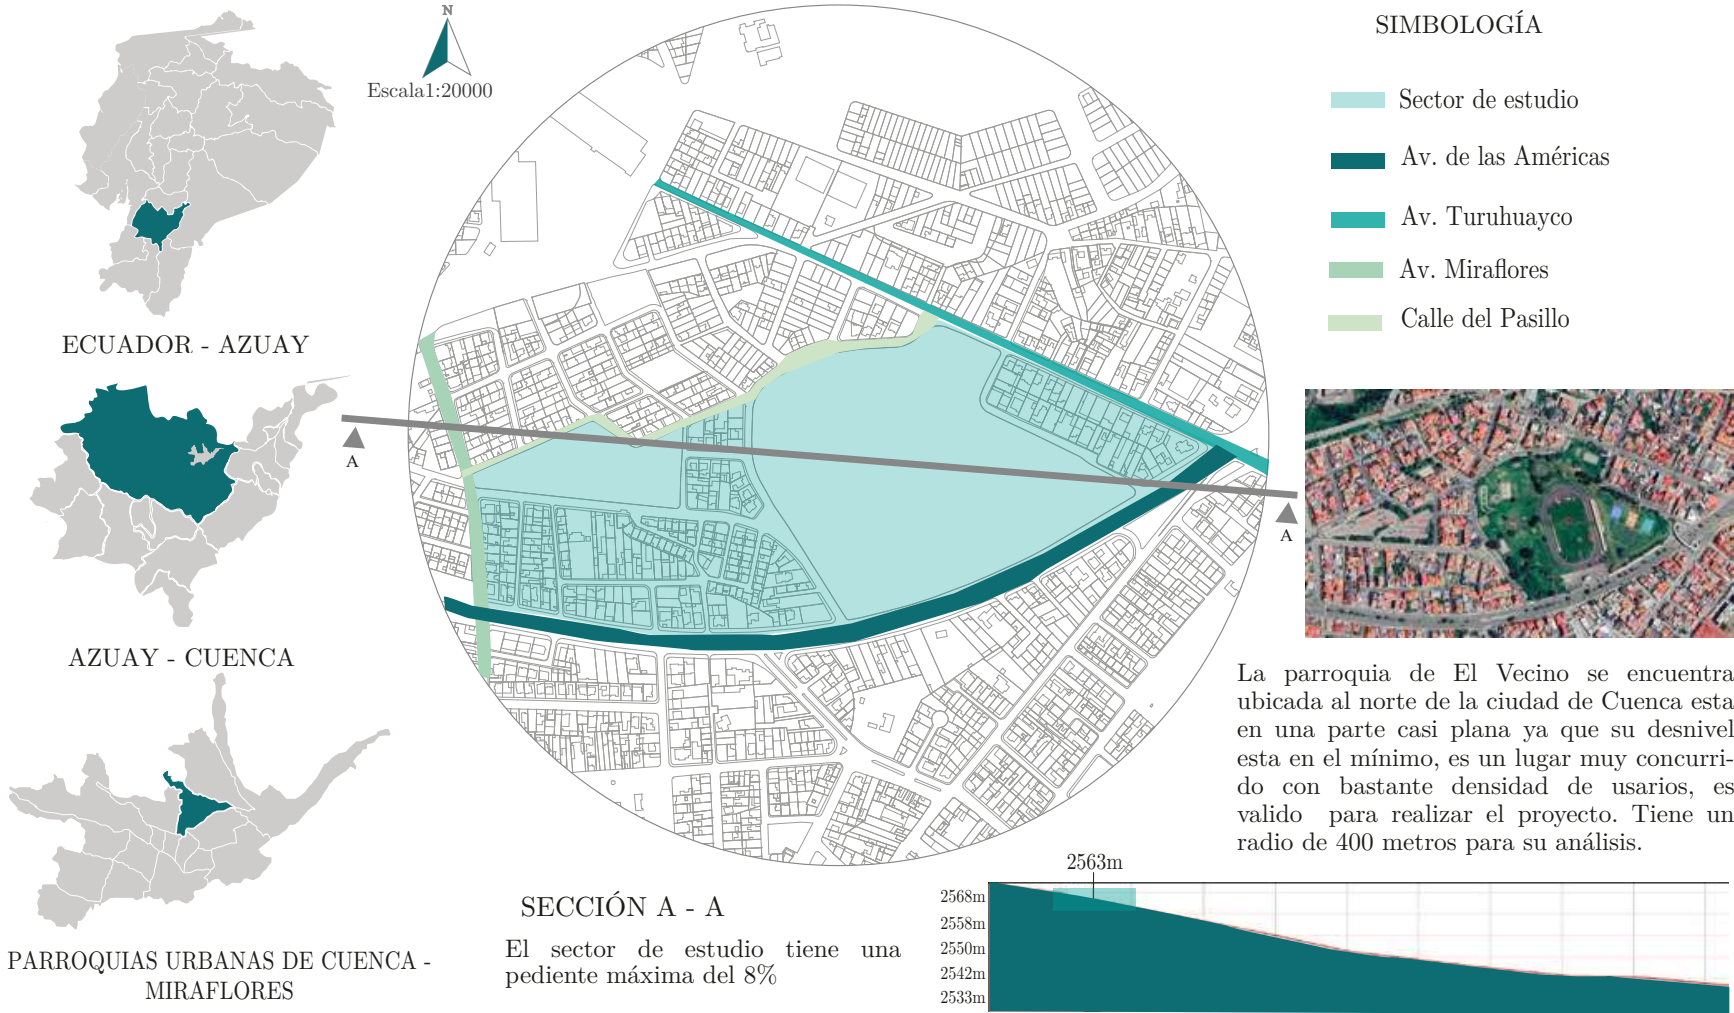 N
Escala1:20000
ECUADOR - AZUAY
AZUAY - CUENCA
PARROQUIAS URBANAS DE CUENCA -
MIRAFLORES
A
A
SIMBOLOGÍA
Sector de estudio
Av. de las Américas
Av. Turuhuayco
Av. Miraflores
Calle del Pasillo
La parroquia de El Vecino se encuentra
ubicada al norte de la ciudad de Cuenca esta
en una parte casi plana ya que su desnivel
esta en el mínimo, es un lugar muy concurri-
do con bastante densidad de usarios, es
valido para realizar el proyecto. Tiene un
radio de 400 metros para su análisis.
SECCIÓN A - A
El sector de estudio tiene una
pediente máxima del 8%
2563m
2568m
2558m
2550m
2542m
2533m